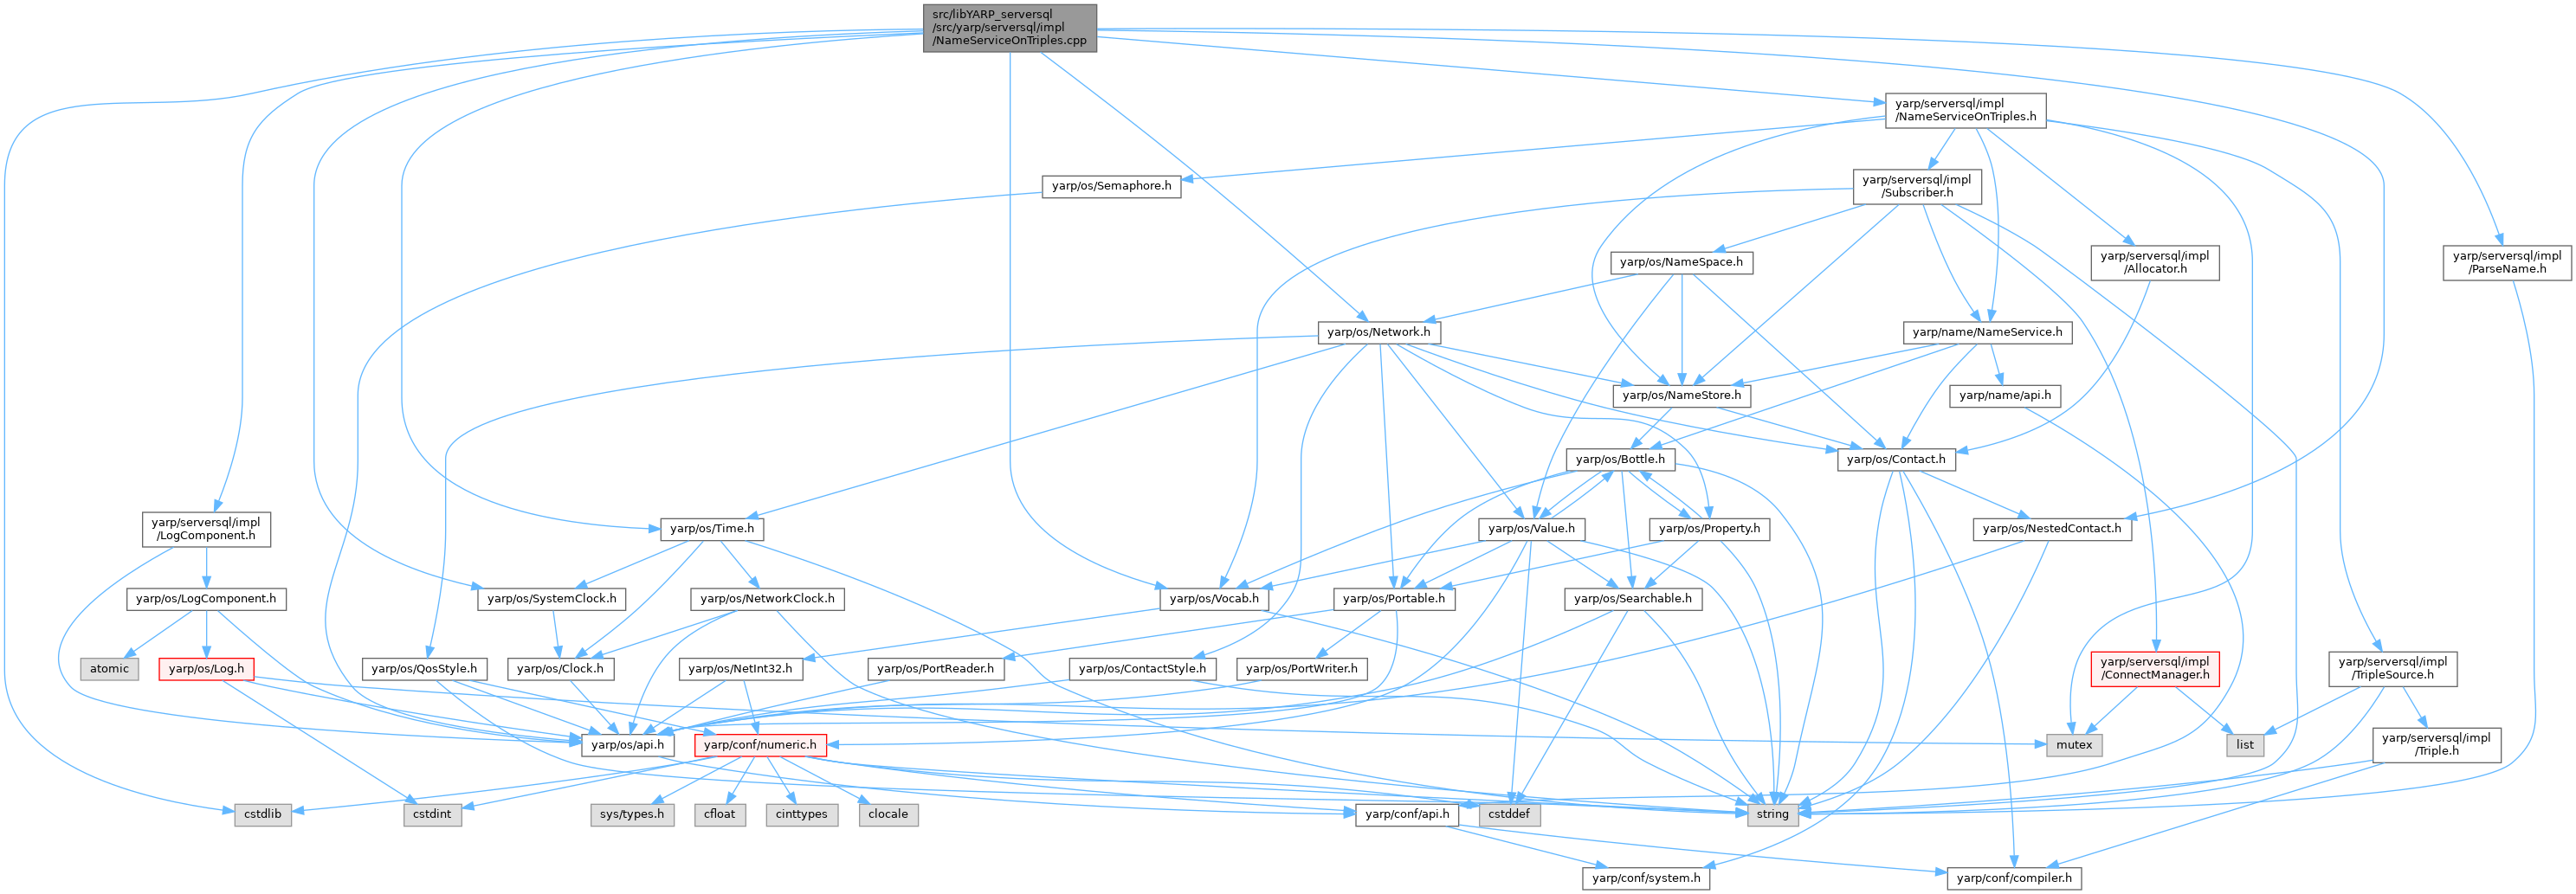 src/libYARP_serversql
/src/yarp/serversql/impl
/NameServiceOnTriples.cpp
yarp/serversql/impl
/NameServiceOnTriples.h
yarp/os/Semaphore.h
yarp/serversql/impl
/Subscriber.h
yarp/os/NameSpace.h
yarp/serversql/impl
/Allocator.h
yarp/serversql/impl
/ParseName.h
yarp/os/Network.h
yarp/name/NameService.h
yarp/os/NameStore.h
yarp/name/api.h
yarp/os/Bottle.h
yarp/os/Contact.h
yarp/serversql/impl
/LogComponent.h
yarp/os/Time.h
yarp/os/Value.h
yarp/os/Property.h
yarp/os/NestedContact.h
yarp/os/LogComponent.h
yarp/os/SystemClock.h
yarp/os/NetworkClock.h
yarp/os/Vocab.h
yarp/os/Portable.h
yarp/os/Searchable.h
atomic
yarp/os/Log.h
yarp/os/QosStyle.h
yarp/os/Clock.h
yarp/os/NetInt32.h
yarp/os/PortReader.h
yarp/os/ContactStyle.h
yarp/os/PortWriter.h
yarp/serversql/impl
/ConnectManager.h
yarp/serversql/impl
/TripleSource.h
yarp/os/api.h
yarp/conf/numeric.h
mutex
list
yarp/serversql/impl
/Triple.h
cstdlib
cstdint
sys/types.h
cfloat
cinttypes
clocale
yarp/conf/api.h
cstddef
string
yarp/conf/system.h
yarp/conf/compiler.h